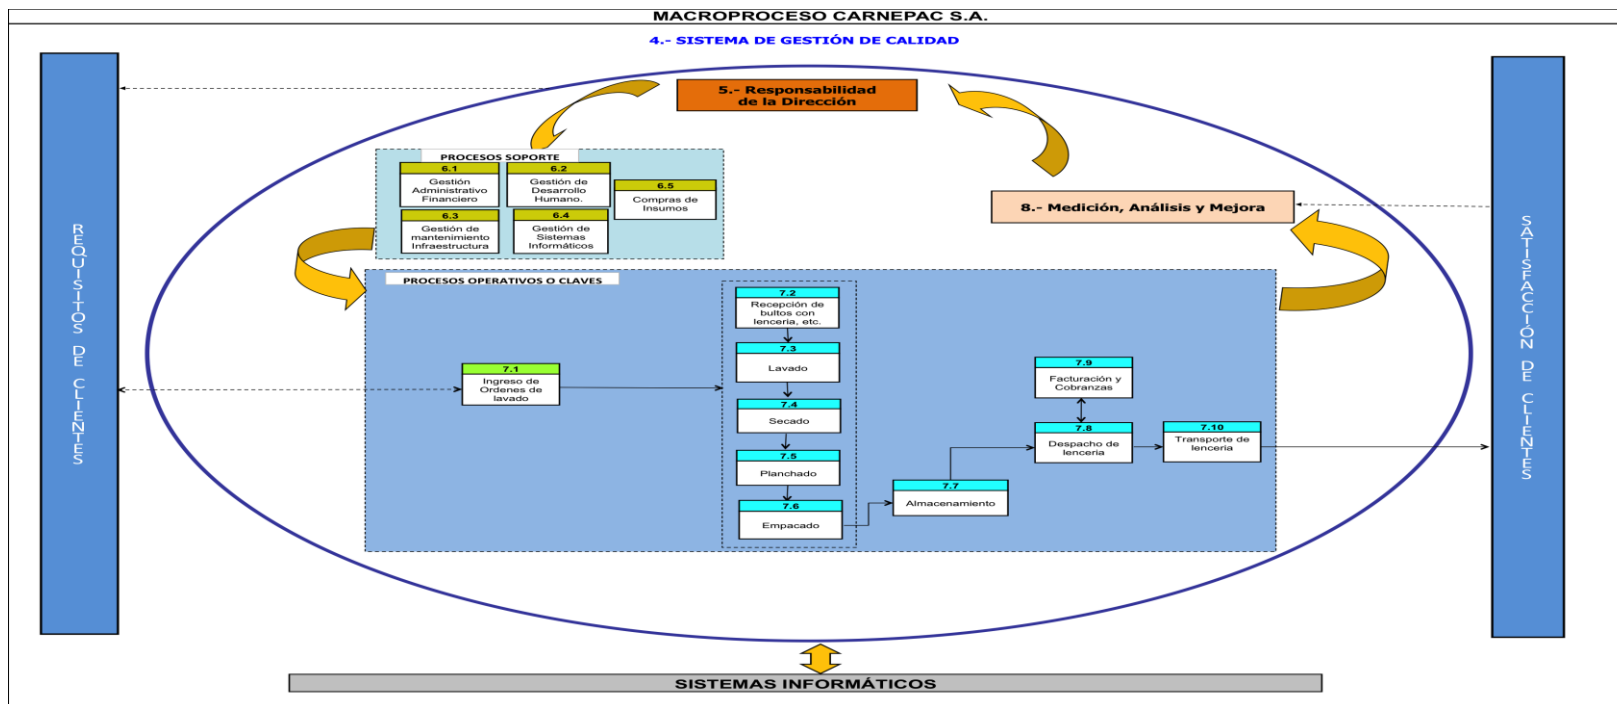 MACROPROCESO CARNEPAC S.A.
4.- SISTEMA DE GESTIÓN DE CALIDAD
REQUISITOS DE CLIENTES
5.- Responsabilidad
de la Dirección
PROCESOS SOPORTE
6.1
Gestión
Administrativo
Financiero
6.2
Gestión de
Desarrollo
Humano.
6.5
Compras de
Insumos
6.3
Gestión de
mantenimiento
Infraestructura
6.4
Gestión de
Sistemas
Informáticos
8.- Medición, Análisis y Mejora
PROCESOS OPERATIVOS O CLAVES
7.1
Ingreso de
Ordenes de
lavado
7.2
Recepción de
bultos con
lencería, etc.
7.3
Lavado
7.4
Secado
7.5
Planchado
7.6
Empacado
7.7
Almacenamiento
7.9
Facturación y
Cobranzas
7.8
Despacho de
lencería
7.10
Transporte de
lencería
SATISFACCIÓN DE CLIENTES
SISTEMAS INFORMÁTICOS